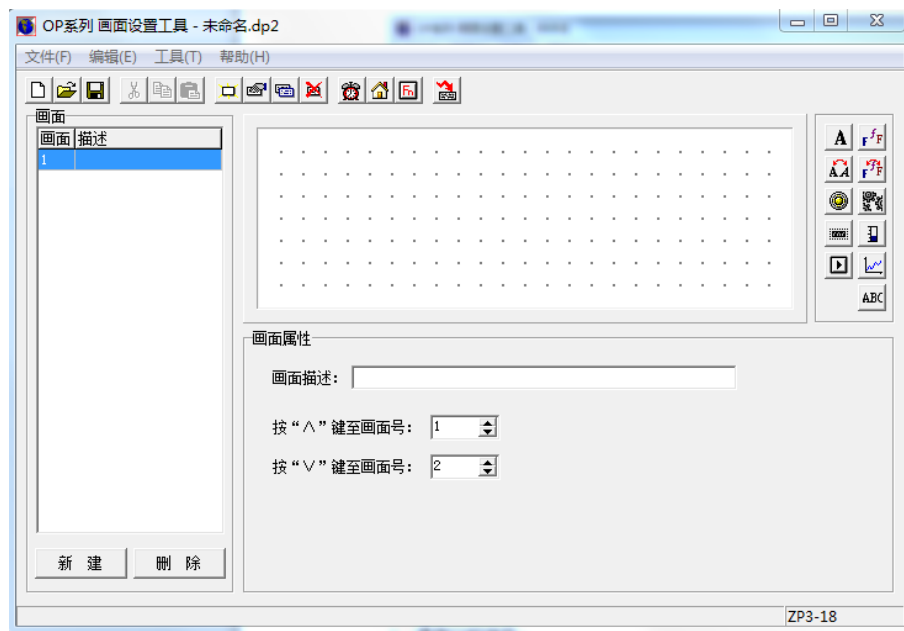 OP系列 画面设置工具 - 未命名.dp2
文件(F) 编辑(E) 工具(T) 帮助(H)
Fn
画面
画面 描述
1
A
F f F
A A
F F
ABC
画面属性
画面描述:
按“∧”键至画面号: 1
按“∨”键至画面号: 2
新 建 删 除
ZP3-18